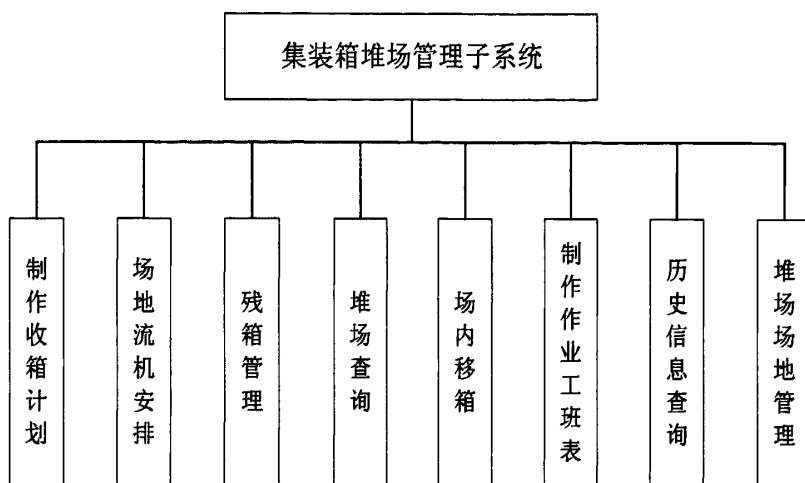 集装箱堆场管理子系统
制作收箱计划
场地流机安排
残箱管理
堆场查询
场内移箱
制作作业工班表
历史信息查询
堆场场地管理